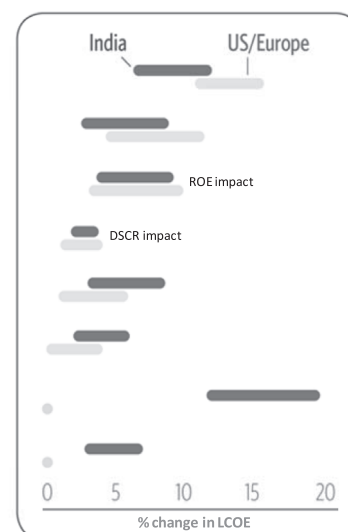 India US/Europe
ROE impact
DSCR impact
0 5 10 15 20
% change in LCOE